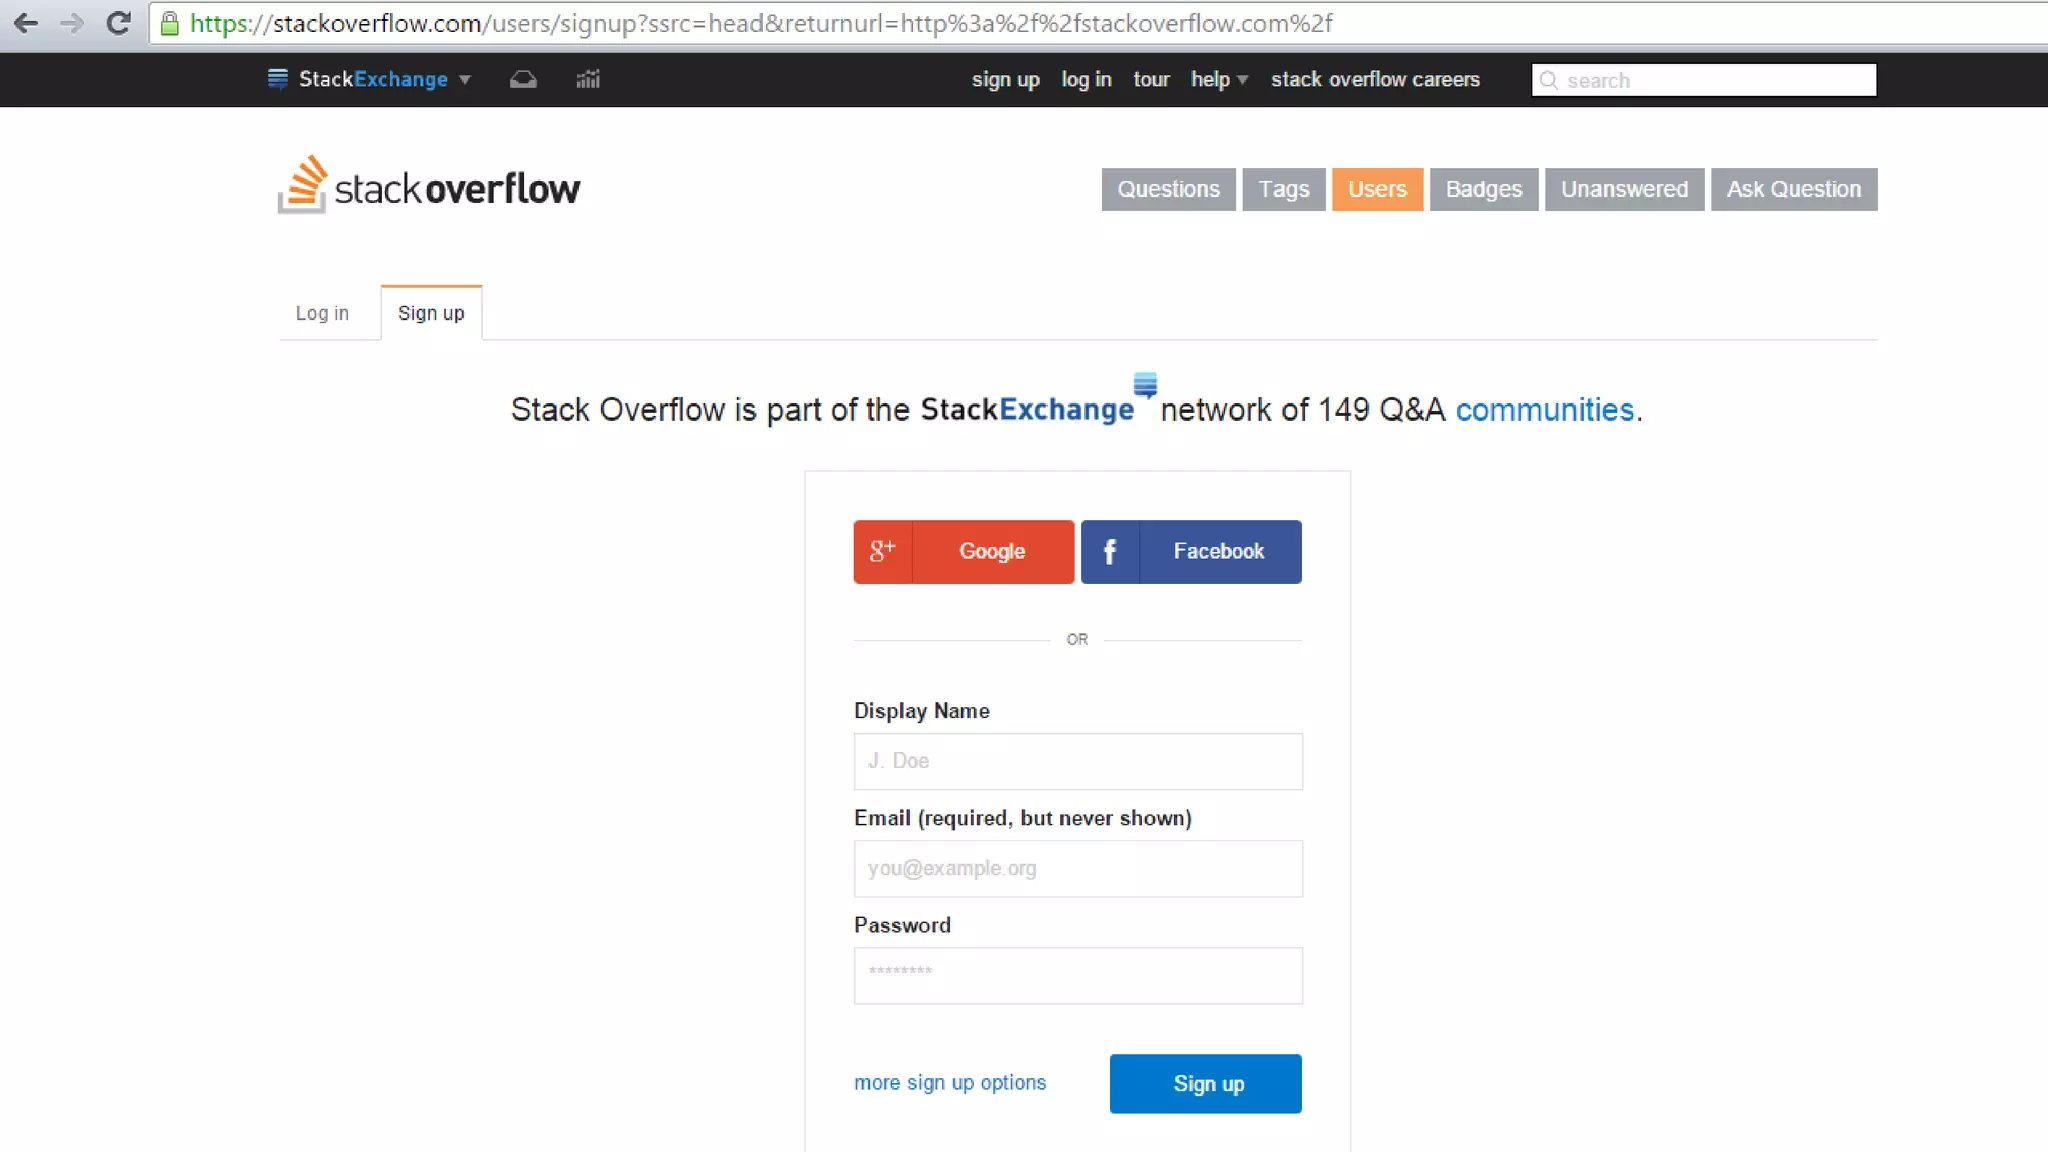 https://stackoverflow.com/users/signup?ssrc=head&returnurl=http%3a%2f%2fstackoverflow.com%2f
StackExchange sign up log in tour help stack overflow careers search
stackoverflow Questions Tags Users Badges Unanswered Ask Question
Log in Sign up
Stack Overflow is part of the StackExchange network of 149 Q&A communities.
g+ Google f Facebook
OR
Display Name
J. Doe
Email (required, but never shown)
you@example.org
Password
********
more sign up options Sign up